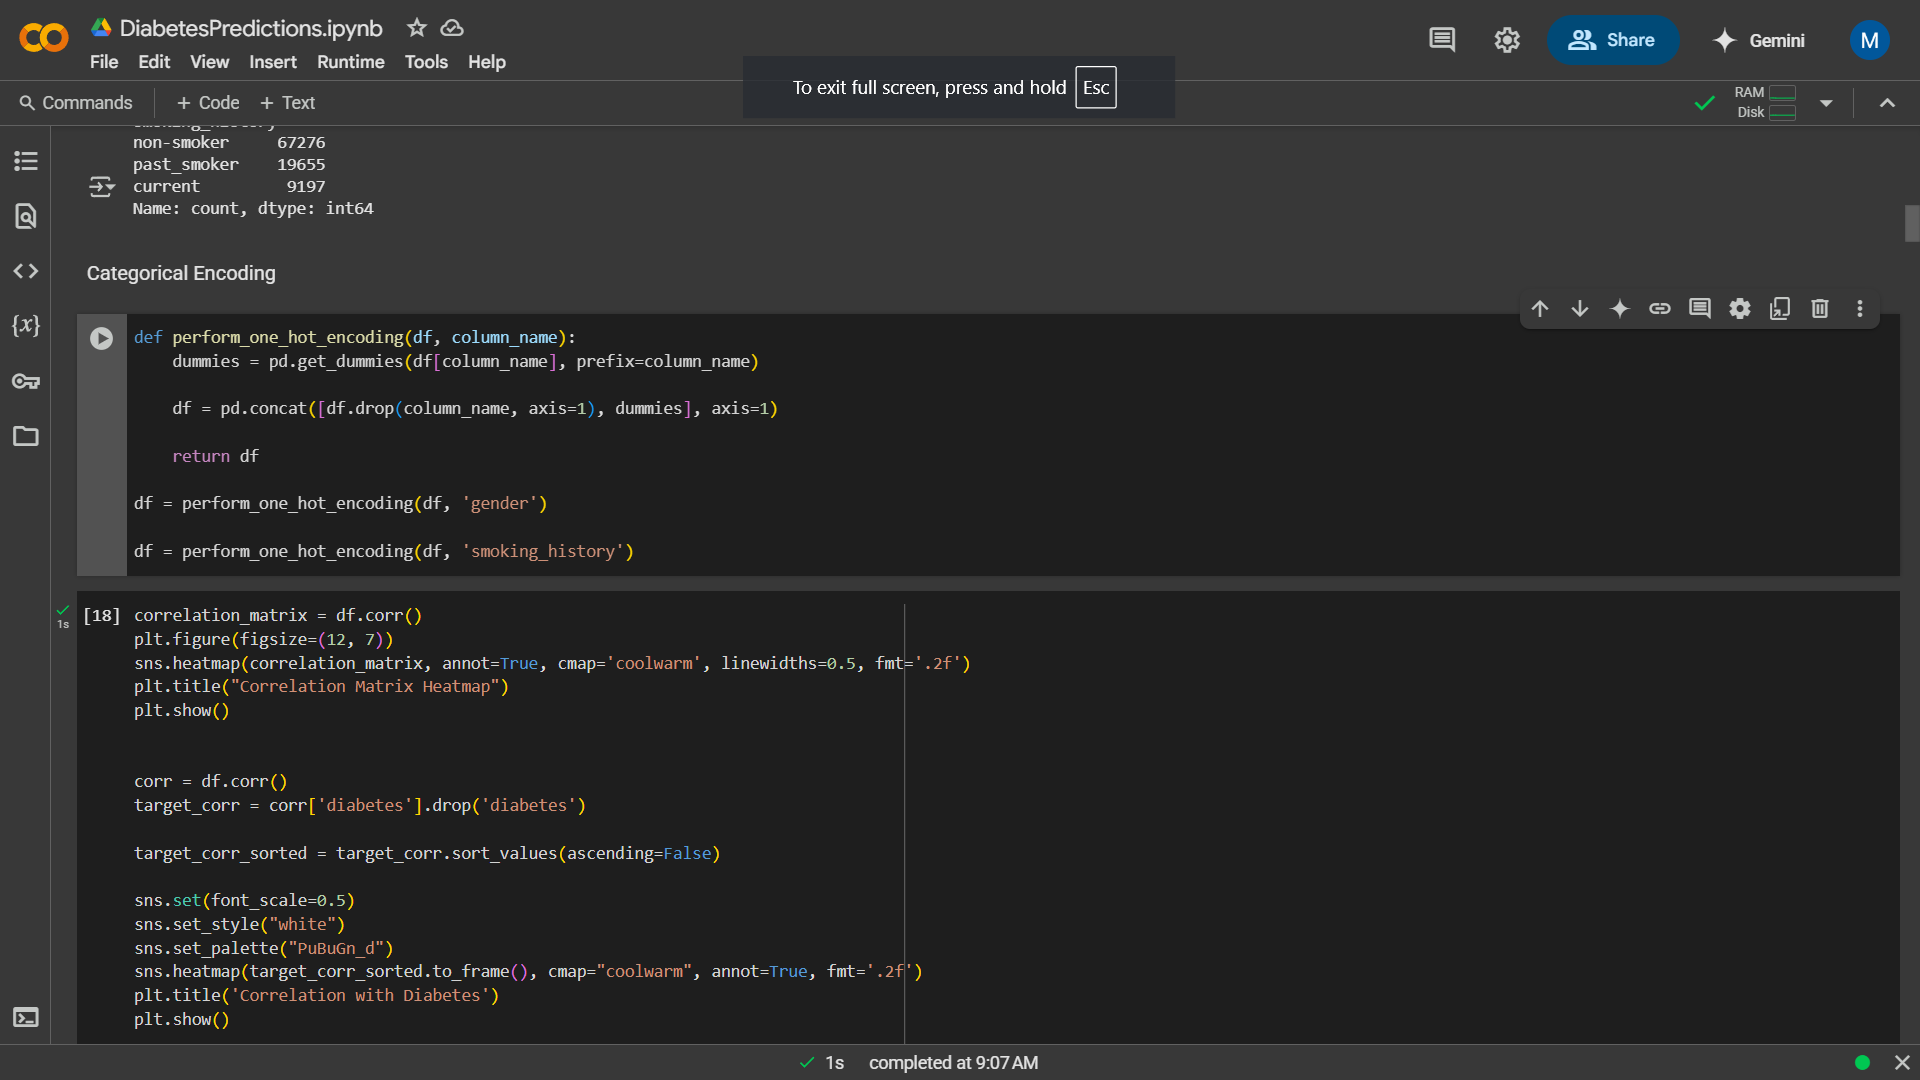 DiabetesPredictions.ipynb
File Edit View Insert Runtime Tools Help
To exit full screen, press and hold Esc
Share
Gemini
M
Commands + Code + Text
RAM
Disk
smoking_history
non-smoker 67276
past_smoker 19655
current 9197
Name: count, dtype: int64
Categorical Encoding
def perform_one_hot_encoding(df, column_name):
dummies = pd.get_dummies(df[column_name], prefix=column_name)
df = pd.concat([df.drop(column_name, axis=1), dummies], axis=1)
return df
df = perform_one_hot_encoding(df, 'gender')
df = perform_one_hot_encoding(df, 'smoking_history')
1s
[18] correlation_matrix = df.corr()
plt.figure(figsize=(12, 7))
sns.heatmap(correlation_matrix, annot=True, cmap='coolwarm', linewidths=0.5, fmt='.2f')
plt.title("Correlation Matrix Heatmap")
plt.show()
corr = df.corr()
target_corr = corr['diabetes'].drop('diabetes')
target_corr_sorted = target_corr.sort_values(ascending=False)
sns.set(font_scale=0.5)
sns.set_style("white")
sns.set_palette("PuBuGn_d")
sns.heatmap(target_corr_sorted.to_frame(), cmap="coolwarm", annot=True, fmt='.2f')
plt.title('Correlation with Diabetes')
plt.show()
1s completed at 9:07 AM